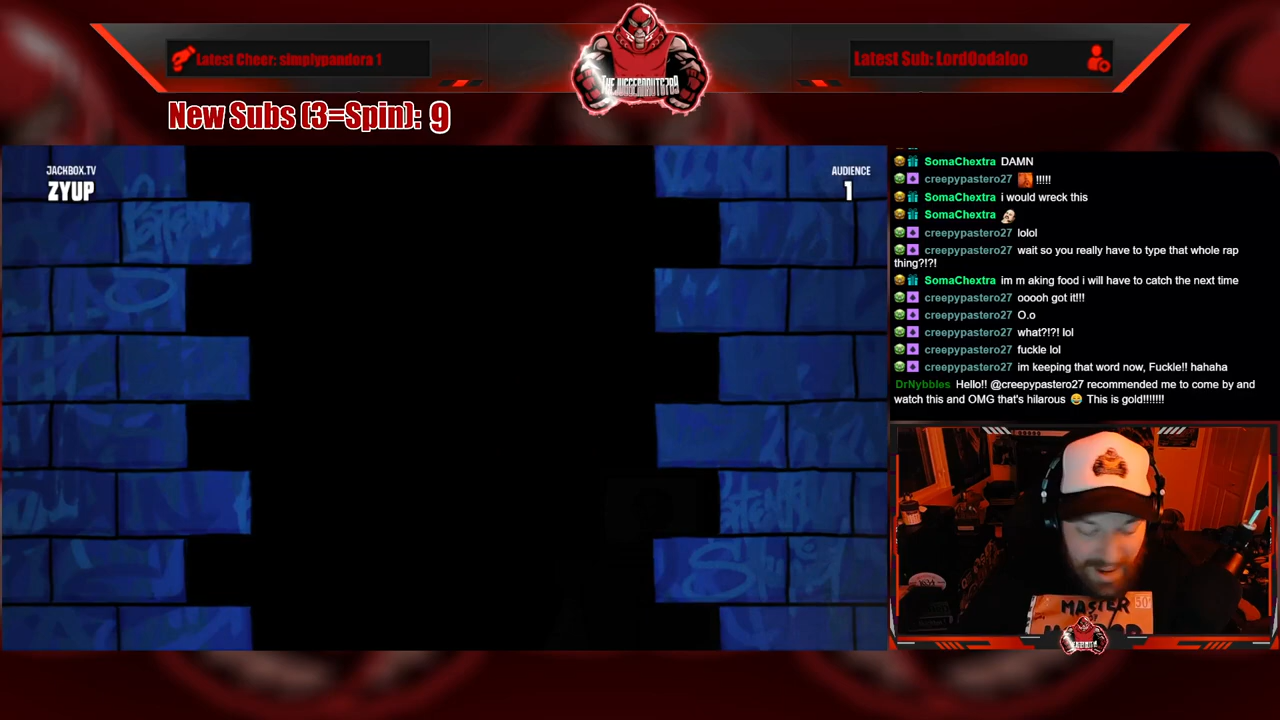 Latest Cheer: simplypandora 1
THEJUGGERNAUT6789
Latest Sub: LordOodaloo
New Subs (3=Spin): 9
JACKBOX.TV
ZYUP
AUDIENCE
1
SomaChextra DAMN
creepypastero27 !!!!!
SomaChextra i would wreck this
SomaChextra
creepypastero27 lolol
creepypastero27 wait so you really have to type that whole rap
thing?!?!
SomaChextra im m aking food i will have to catch the next time
creepypastero27 ooooh got it!!!
creepypastero27 O.o
creepypastero27 what?!?! lol
creepypastero27 fuckle lol
creepypastero27 im keeping that word now, Fuckle!! hahaha
DrNybbles Hello!! @creepypastero27 recommended me to come by and
watch this and OMG that's hilarous 😂 This is gold!!!!!!!
MASTER